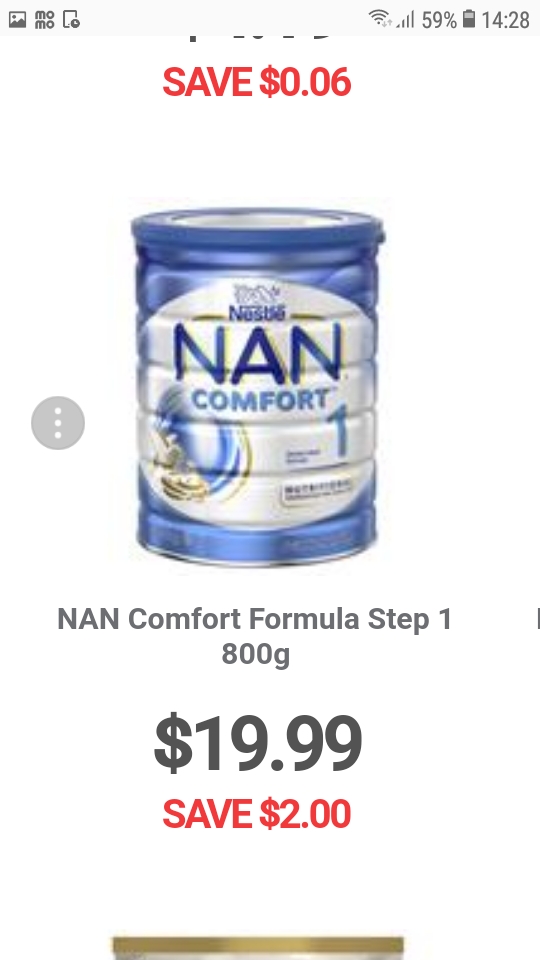 59% 14:28
SAVE $0.06
Nestlé
NAN
COMFORT
1
NUTRITIONAL
NAN Comfort Formula Step 1
800g
$19.99
SAVE $2.00